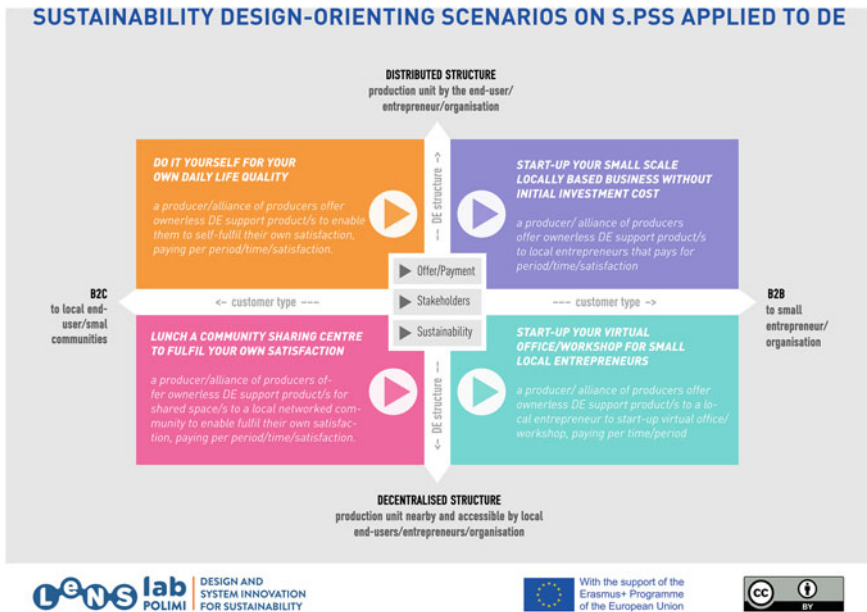 SUSTAINABILITY DESIGN-ORIENTING SCENARIOS ON S.PSS APPLIED TO DE
DISTRIBUTED STRUCTURE
production unit by the end-user/
entrepreneur/organisation
DO IT YOURSELF FOR YOUR
OWN DAILY LIFE QUALITY
a producer/alliance of producers offer
ownerless DE support product/s to enable
them to self-fulfil their own satisfaction,
paying per period/time/satisfaction.
<-- DE structure -->
START-UP YOUR SMALL SCALE
LOCALLY BASED BUSINESS WITHOUT
INITIAL INVESTMENT COST
a producer/ alliance of producers
offer ownerless DE support product/s
to local entrepreneurs that pays for
period/time/satisfaction
Offer/Payment
Stakeholders
Sustainability
B2C
to local end-
user/smal
communities
<-- customer type ---
--- customer type ->
B2B
to small
entrepreneur/
organisation
LUNCH A COMMUNITY SHARING CENTRE
TO FULFIL YOUR OWN SATISFACTION
a producer/alliance of producers of-
fer ownerless DE support product/s for
shared space/s to a local networked com-
munity to enable fulfil their own satisfac-
tion, paying per period/time/satisfaction.
<-- DE structure --
START-UP YOUR VIRTUAL
OFFICE/WORKSHOP FOR SMALL
LOCAL ENTREPRENEURS
a producer/ alliance of producers offer
ownerless DE support product/s to a lo-
cal entrepreneur to start-up virtual office/
workshop, paying per time/period
DECENTRALISED STRUCTURE
production unit nearby and accessible by local
end-users/entrepreneurs/organisation
LeNS lab
POLIMI
DESIGN AND
SYSTEM INNOVATION
FOR SUSTAINABILITY
With the support of the
Erasmus+ Programme
of the European Union
CC
BY